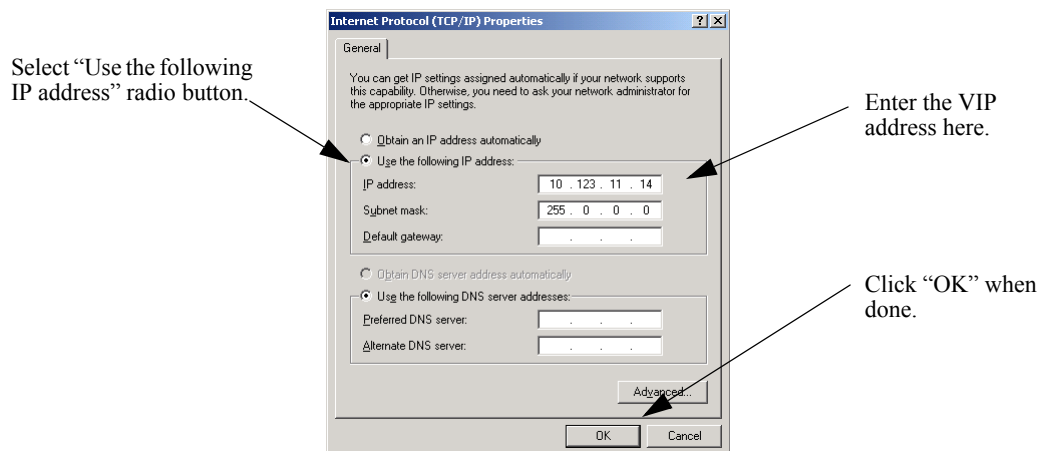 Internet Protocol (TCP/IP) Properties
General
Select “Use the following
IP address” radio button.
You can get IP settings assigned automatically if your network supports
this capability. Otherwise, you need to ask your network administrator for
the appropriate IP settings.
Enter the VIP
address here.
Obtain an IP address automatically
Use the following IP address:
IP address: 10 . 123 . 11 . 14
Subnet mask: 255 . 0 . 0 . 0
Default gateway: . . .
Obtain DNS server address automatically
Use the following DNS server addresses:
Preferred DNS server: . . .
Alternate DNS server: . . .
Click “OK” when
done.
Advanced...
OK Cancel